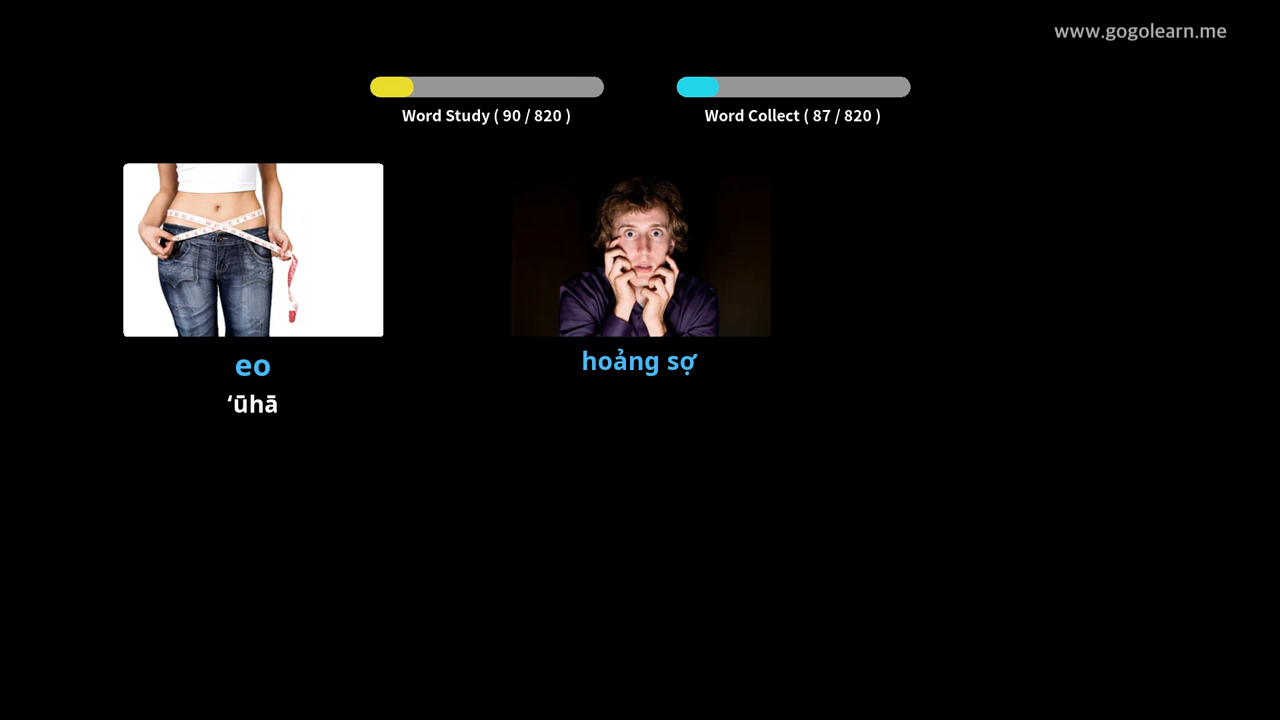 www.gogolearn.me
Word Study ( 90 / 820 )
Word Collect ( 87 / 820 )
eo
ʻūhā
hoảng sợ